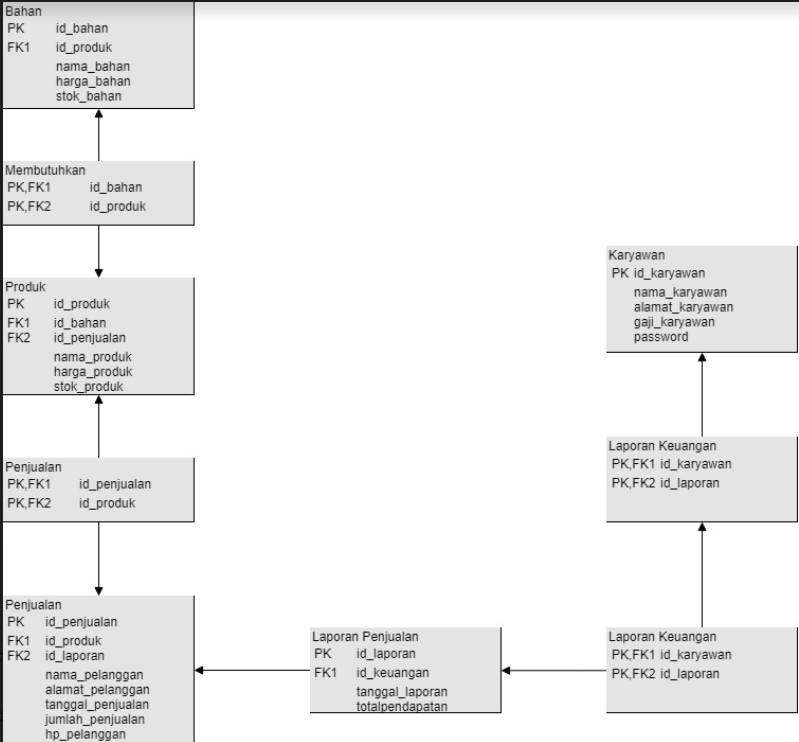 Bahan
PK id_bahan
FK1 id_produk
nama_bahan
harga_bahan
stok_bahan
Membutuhkan
PK,FK1 id_bahan
PK,FK2 id_produk
Produk
PK id_produk
FK1 id_bahan
FK2 id_penjualan
nama_produk
harga_produk
stok_produk
Penjualan
PK,FK1 id_penjualan
PK,FK2 id_produk
Penjualan
PK id_penjualan
FK1 id_produk
FK2 id_laporan
nama_pelanggan
alamat_pelanggan
tanggal_penjualan
jumlah_penjualan
hp_pelanggan
Laporan Penjualan
PK id_laporan
FK1 id_keuangan
tanggal_laporan
totalpendapatan
Karyawan
PK id_karyawan
nama_karyawan
alamat_karyawan
gaji_karyawan
password
Laporan Keuangan
PK,FK1 id_karyawan
PK,FK2 id_laporan
Laporan Keuangan
PK,FK1 id_karyawan
PK,FK2 id_laporan